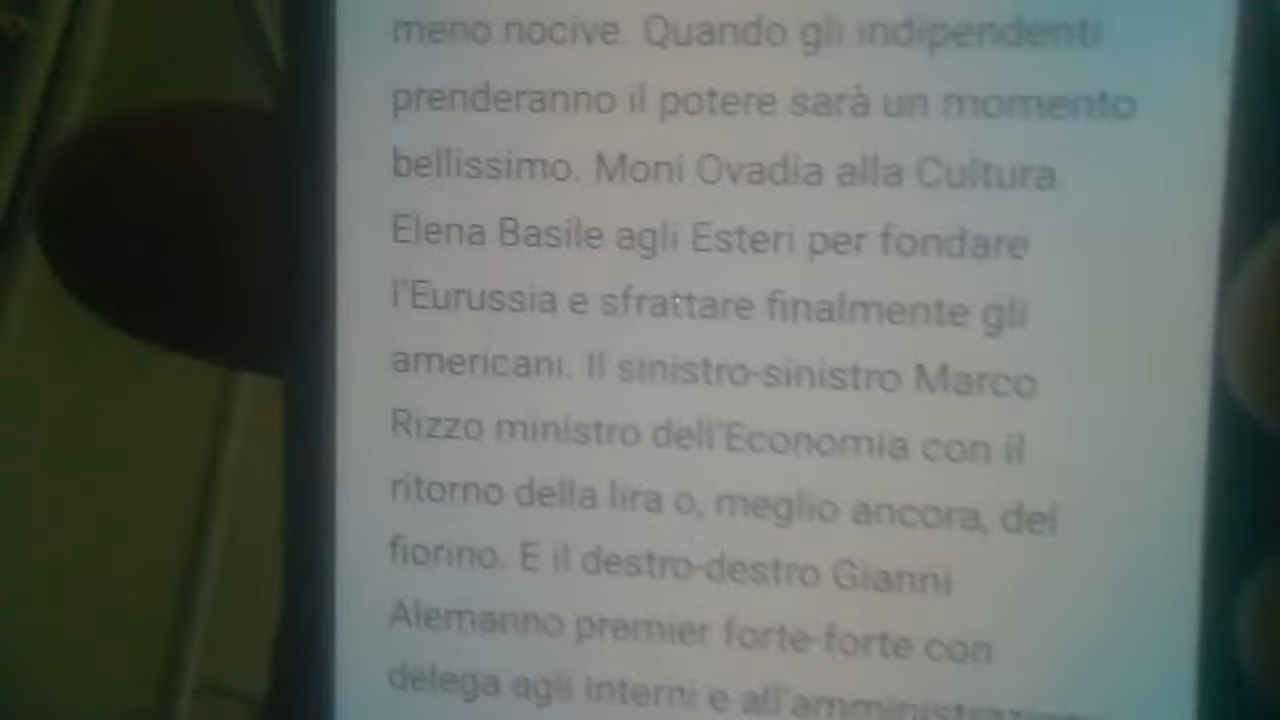 meno nocive. Quando gli indipendenti
prenderanno il potere sarà un momento
bellissimo. Moni Ovadia alla Cultura.
Elena Basile agli Esteri per fondare
l'Eurussia e sfrattare finalmente gli
americani. Il sinistro-sinistro Marco
Rizzo ministro dell'Economia con il
ritorno della lira o, meglio ancora, del
fiorino. E il destro-destro Gianni
Alemanno premier forte-forte con
delega agli Interni e